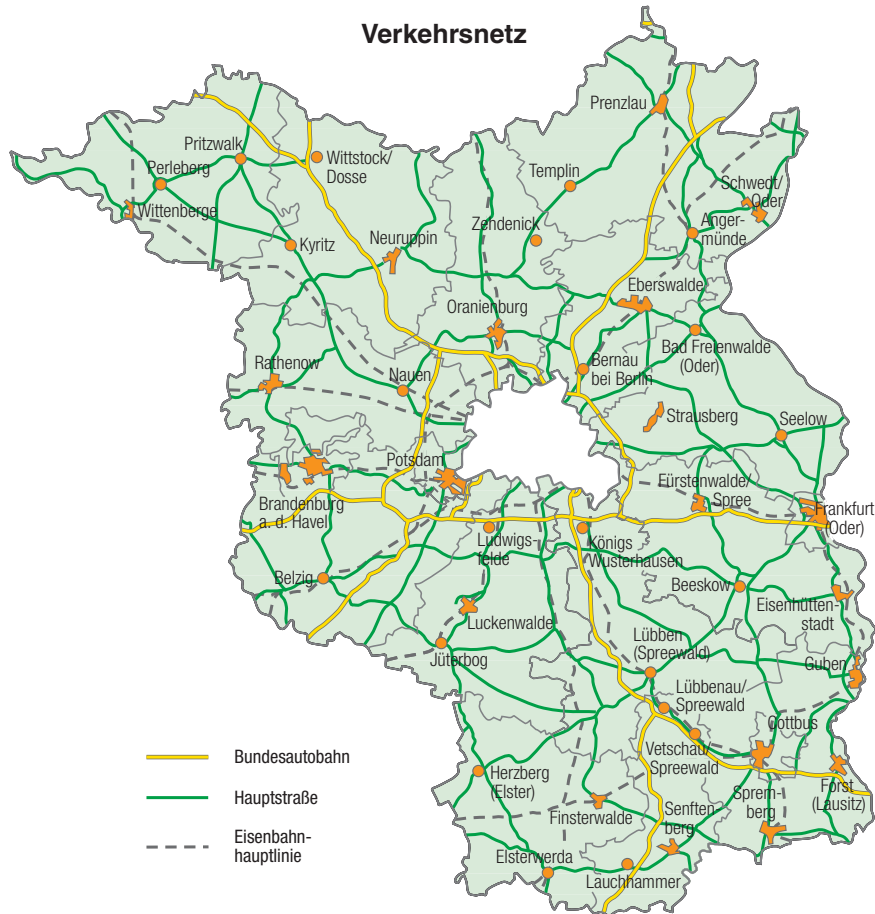 Verkehrsnetz
Prenzlau
Pritzwalk
Wittstock/
Dosse
Perleberg
Templin
Schwedt/
Oder
Wittenberge
Zendenick
Anger-
münde
Kyritz
Neuruppin
Eberswalde
Oranienburg
Bad Freienwalde
(Oder)
Rathenow
Nauen
Bernau
bei Berlin
Strausberg
Seelow
Potsdam
Fürstenwalde/
Spree
Brandenburg
a. d. Havel
Frankfurt
(Oder)
Ludwigs-
felde
Königs
Wusterhausen
Belzig
Beeskow
Eisenhütten-
stadt
Luckenwalde
Lübben
(Spreewald)
Jüterbog
Guben
Lübbenau/
Spreewald
Cottbus
Vetschau/
Spreewald
Bundesautobahn
Herzberg
(Elster)
Forst
(Lausitz)
Hauptstraße
Sprem-
berg
Finsterwalde
Senften-
berg
Eisenbahn-
hauptlinie
Elsterwerda
Lauchhammer